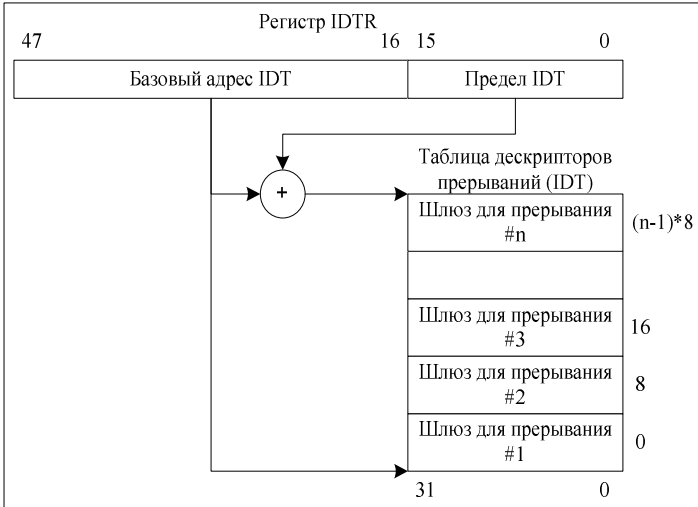 Регистр IDTR
47 16 15 0
Базовый адрес IDT Предел IDT
+
Таблица дескрипторов
прерываний (IDT)
Шлюз для прерывания
#n
(n-1)*8
Шлюз для прерывания
#3
16
Шлюз для прерывания
#2
8
Шлюз для прерывания
#1
0
31 0